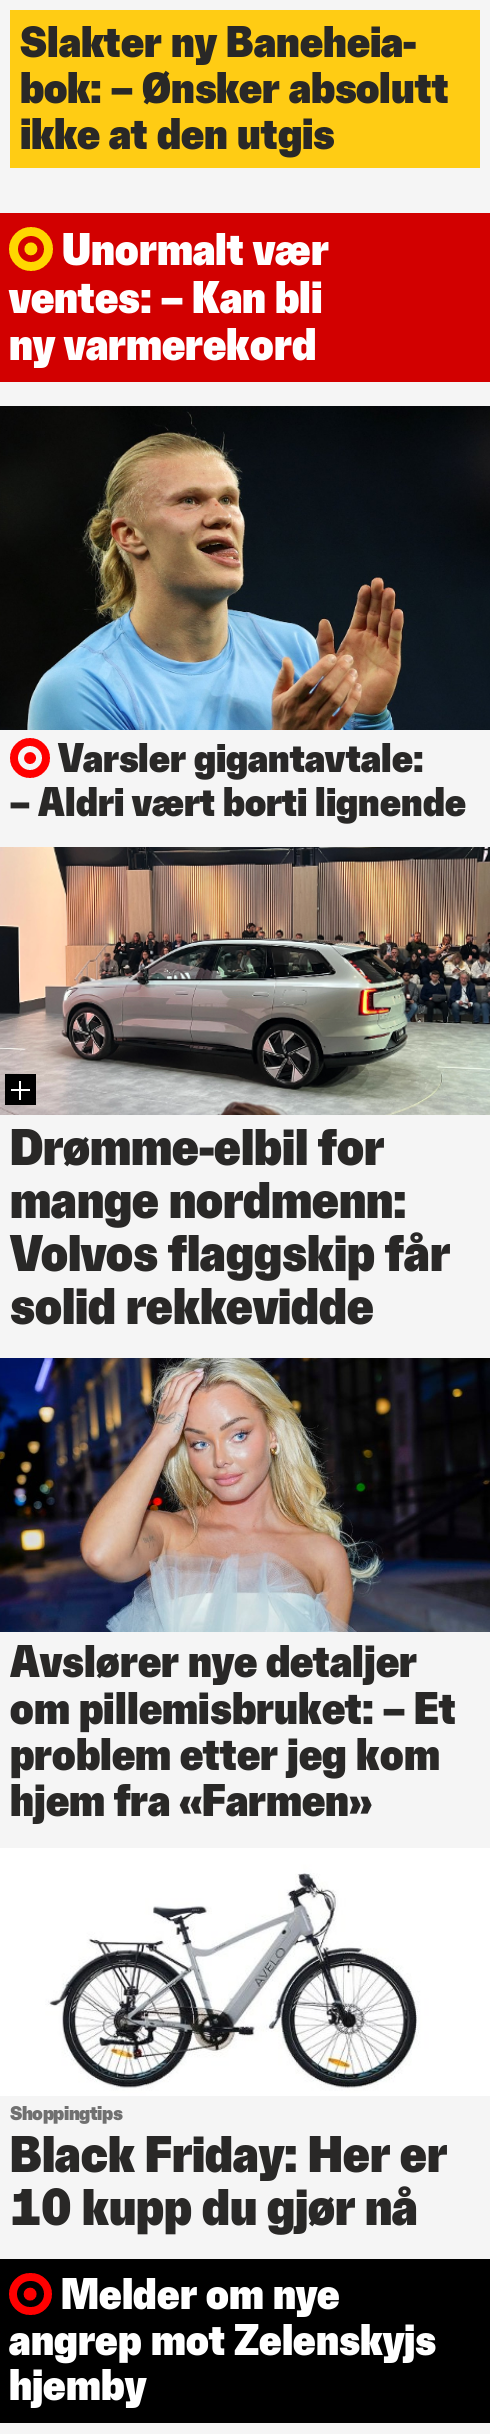 Slakter ny Baneheia-
bok: – Ønsker absolutt
ikke at den utgis
Unormalt vær
ventes: – Kan bli
ny varmerekord
Varsler gigantavtale:
– Aldri vært borti lignende
Drømme-elbil for
mange nordmenn:
Volvos flaggskip får
solid rekkevidde
Avslører nye detaljer
om pillemisbruket: – Et
problem etter jeg kom
hjem fra «Farmen»
AVELO
Shoppingtips
Black Friday: Her er
10 kupp du gjør nå
Melder om nye
angrep mot Zelenskyjs
hjemby